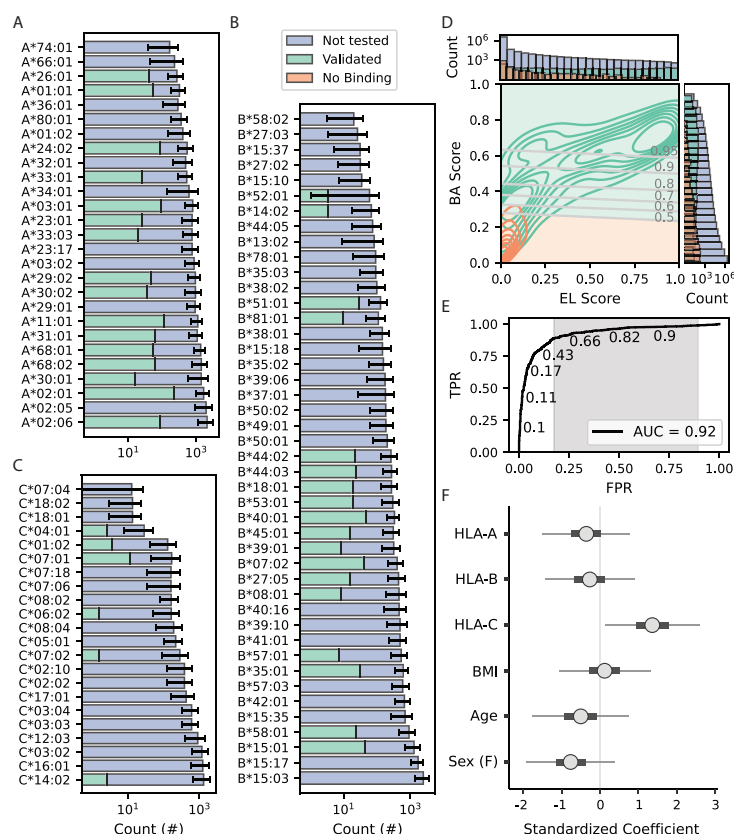 A
A*74:01
A*66:01
A*26:01
A*01:01
A*36:01
A*80:01
A*01:02
A*24:02
A*32:01
A*33:01
A*34:01
A*03:01
A*23:01
A*33:03
A*23:17
A*03:02
A*29:02
A*30:02
A*29:01
A*11:01
A*31:01
A*68:01
A*68:02
A*30:01
A*02:01
A*02:05
A*02:06
10^1 10^3
C
C*07:04
C*18:02
C*18:01
C*04:01
C*01:02
C*07:01
C*07:18
C*07:06
C*08:02
C*06:02
C*08:04
C*05:01
C*07:02
C*02:10
C*02:02
C*17:01
C*03:04
C*03:03
C*12:03
C*03:02
C*16:01
C*14:02
10^1 10^3
Count (#)
B
Not tested
Validated
No Binding
B*58:02
B*27:03
B*15:37
B*27:02
B*15:10
B*52:01
B*14:02
B*44:05
B*13:02
B*78:01
B*35:03
B*38:02
B*51:01
B*81:01
B*38:01
B*15:18
B*35:02
B*39:06
B*37:01
B*50:02
B*49:01
B*50:01
B*44:02
B*44:03
B*18:01
B*53:01
B*40:01
B*45:01
B*39:01
B*07:02
B*27:05
B*08:01
B*40:16
B*39:10
B*41:01
B*57:01
B*35:01
B*57:03
B*42:01
B*15:35
B*58:01
B*15:01
B*15:17
B*15:03
10^1 10^3
Count (#)
D
10^6
10^3
Count
1.0
0.8
0.6
0.4
0.2
0.0
BA Score
0.95
0.9
0.8
0.7
0.6
0.5
0.00 0.25 0.50 0.75 1.00
EL Score
10^3 10^6
Count
E
1.00
0.75
0.50
0.25
0.00
TPR
0.43 0.66 0.82 0.9
0.17
0.11
0.1
AUC = 0.92
0.00 0.25 0.50 0.75 1.00
FPR
F
HLA-A
HLA-B
HLA-C
BMI
Age
Sex (F)
-2 -1 0 1 2 3
Standardized Coefficient